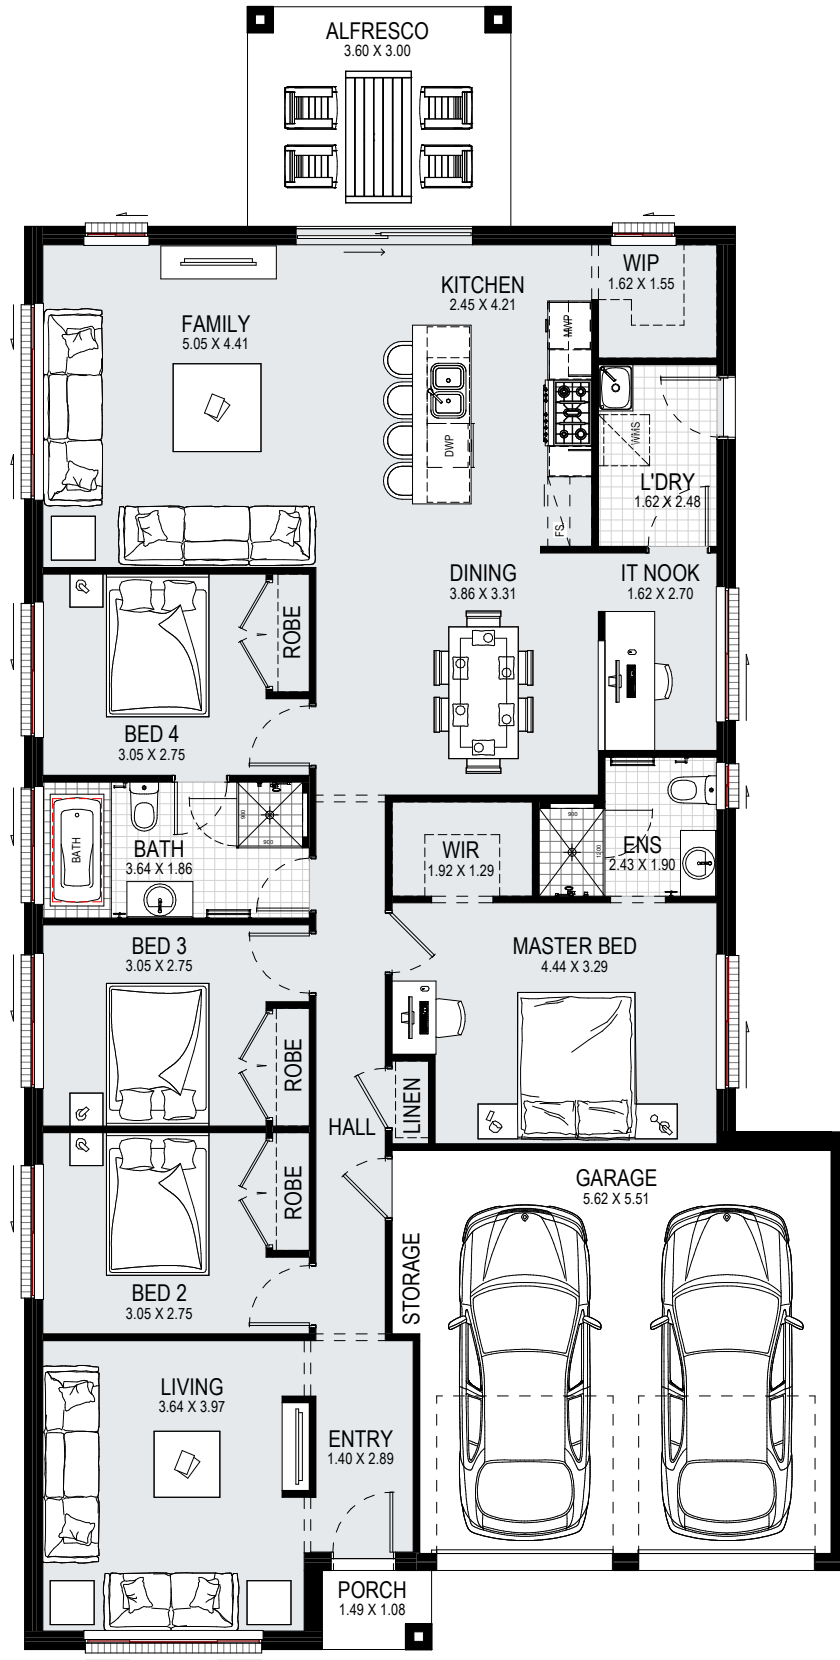 ALFRESCO
3.60 X 3.00
WIP
1.62 X 1.55
KITCHEN
2.45 X 4.21
FAMILY
5.05 X 4.41
MWP
DWP
WMS
L'DRY
1.62 X 2.48
FS
DINING
3.86 X 3.31
IT NOOK
1.62 X 2.70
ROBE
BED 4
3.05 X 2.75
900
900
BATH
BATH
3.64 X 1.86
WIR
1.92 X 1.29
900
1200
ENS
2.43 X 1.90
BED 3
3.05 X 2.75
MASTER BED
4.44 X 3.29
ROBE
LINEN
HALL
ROBE
GARAGE
5.62 X 5.51
STORAGE
BED 2
3.05 X 2.75
LIVING
3.64 X 3.97
ENTRY
1.40 X 2.89
PORCH
1.49 X 1.08